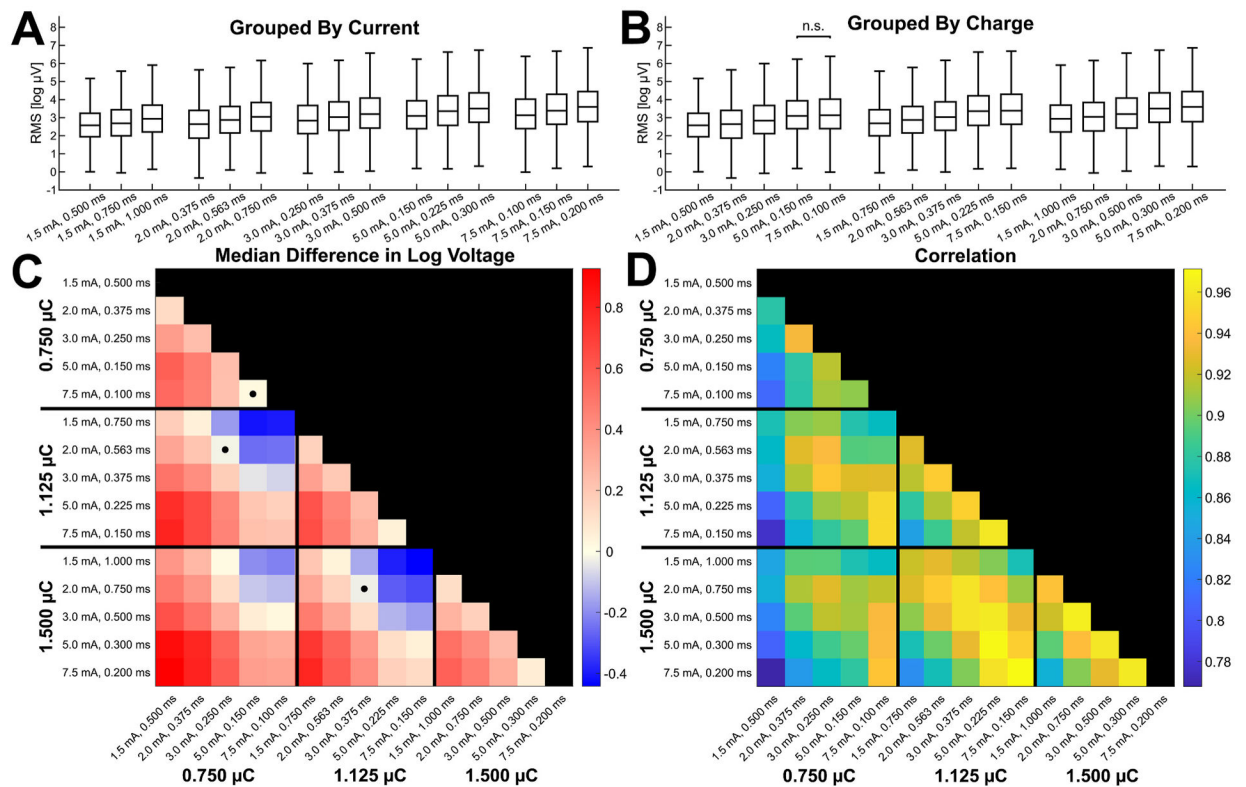 A
Grouped By Current
RMS [log µV]
8
7
6
5
4
3
2
1
0
-1
1.5 mA, 0.500 ms
1.5 mA, 0.750 ms
1.5 mA, 1.000 ms
2.0 mA, 0.375 ms
2.0 mA, 0.563 ms
2.0 mA, 0.750 ms
3.0 mA, 0.250 ms
3.0 mA, 0.375 ms
3.0 mA, 0.500 ms
5.0 mA, 0.150 ms
5.0 mA, 0.225 ms
5.0 mA, 0.300 ms
7.5 mA, 0.100 ms
7.5 mA, 0.150 ms
7.5 mA, 0.200 ms
B
Grouped By Charge
n.s.
RMS [log µV]
8
7
6
5
4
3
2
1
0
-1
1.5 mA, 0.500 ms
2.0 mA, 0.375 ms
3.0 mA, 0.250 ms
5.0 mA, 0.150 ms
7.5 mA, 0.100 ms
1.5 mA, 0.750 ms
2.0 mA, 0.563 ms
3.0 mA, 0.375 ms
5.0 mA, 0.225 ms
7.5 mA, 0.150 ms
1.5 mA, 1.000 ms
2.0 mA, 0.750 ms
3.0 mA, 0.500 ms
5.0 mA, 0.300 ms
7.5 mA, 0.200 ms
C
Median Difference in Log Voltage
0.750 µC
1.5 mA, 0.500 ms
2.0 mA, 0.375 ms
3.0 mA, 0.250 ms
5.0 mA, 0.150 ms
7.5 mA, 0.100 ms
1.125 µC
1.5 mA, 0.750 ms
2.0 mA, 0.563 ms
3.0 mA, 0.375 ms
5.0 mA, 0.225 ms
7.5 mA, 0.150 ms
1.500 µC
1.5 mA, 1.000 ms
2.0 mA, 0.750 ms
3.0 mA, 0.500 ms
5.0 mA, 0.300 ms
7.5 mA, 0.200 ms
0.8
0.6
0.4
0.2
0
-0.2
-0.4
1.5 mA, 0.500 ms
2.0 mA, 0.375 ms
3.0 mA, 0.250 ms
5.0 mA, 0.150 ms
7.5 mA, 0.100 ms
1.5 mA, 0.750 ms
2.0 mA, 0.563 ms
3.0 mA, 0.375 ms
5.0 mA, 0.225 ms
7.5 mA, 0.150 ms
1.5 mA, 1.000 ms
2.0 mA, 0.750 ms
3.0 mA, 0.500 ms
5.0 mA, 0.300 ms
7.5 mA, 0.200 ms
0.750 µC
1.125 µC
1.500 µC
D
Correlation
0.750 µC
1.5 mA, 0.500 ms
2.0 mA, 0.375 ms
3.0 mA, 0.250 ms
5.0 mA, 0.150 ms
7.5 mA, 0.100 ms
1.125 µC
1.5 mA, 0.750 ms
2.0 mA, 0.563 ms
3.0 mA, 0.375 ms
5.0 mA, 0.225 ms
7.5 mA, 0.150 ms
1.500 µC
1.5 mA, 1.000 ms
2.0 mA, 0.750 ms
3.0 mA, 0.500 ms
5.0 mA, 0.300 ms
7.5 mA, 0.200 ms
0.96
0.94
0.92
0.9
0.88
0.86
0.84
0.82
0.8
0.78
1.5 mA, 0.500 ms
2.0 mA, 0.375 ms
3.0 mA, 0.250 ms
5.0 mA, 0.150 ms
7.5 mA, 0.100 ms
1.5 mA, 0.750 ms
2.0 mA, 0.563 ms
3.0 mA, 0.375 ms
5.0 mA, 0.225 ms
7.5 mA, 0.150 ms
1.5 mA, 1.000 ms
2.0 mA, 0.750 ms
3.0 mA, 0.500 ms
5.0 mA, 0.300 ms
7.5 mA, 0.200 ms
0.750 µC
1.125 µC
1.500 µC